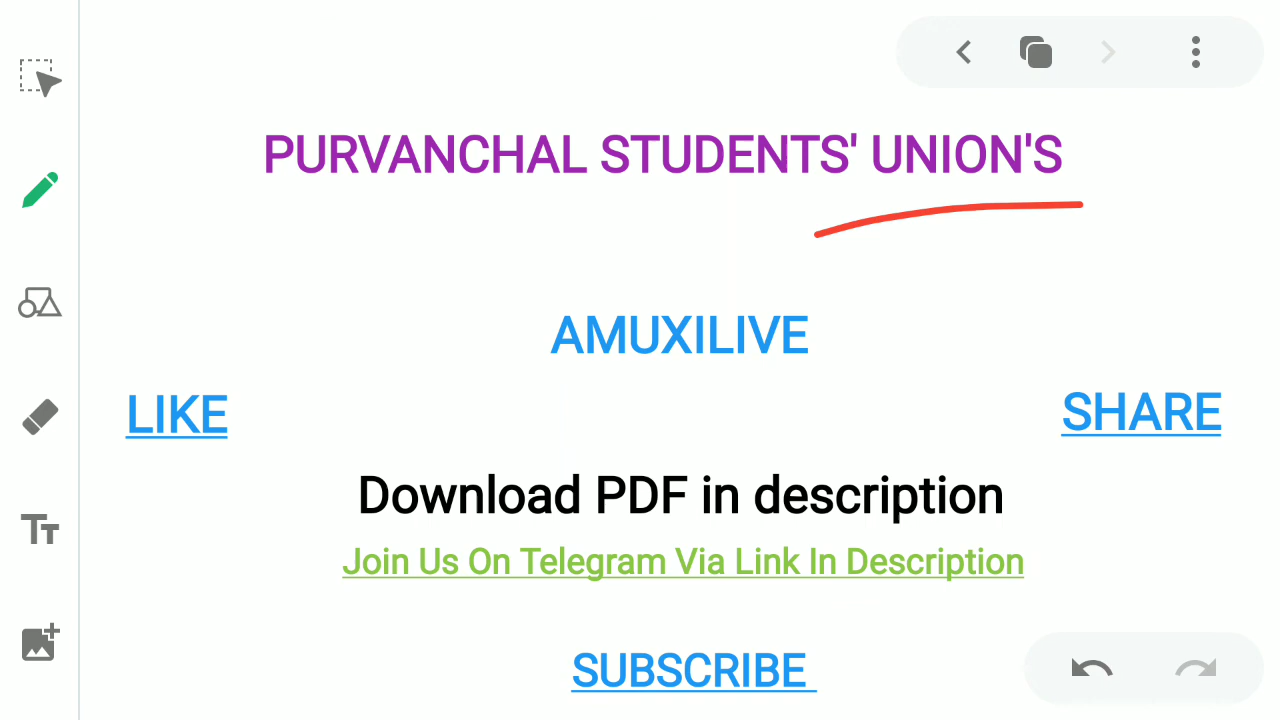 PURVANCHAL STUDENTS' UNION'S
AMUXILIVE
LIKE
SHARE
Download PDF in description
Join Us On Telegram Via Link In Description
SUBSCRIBE